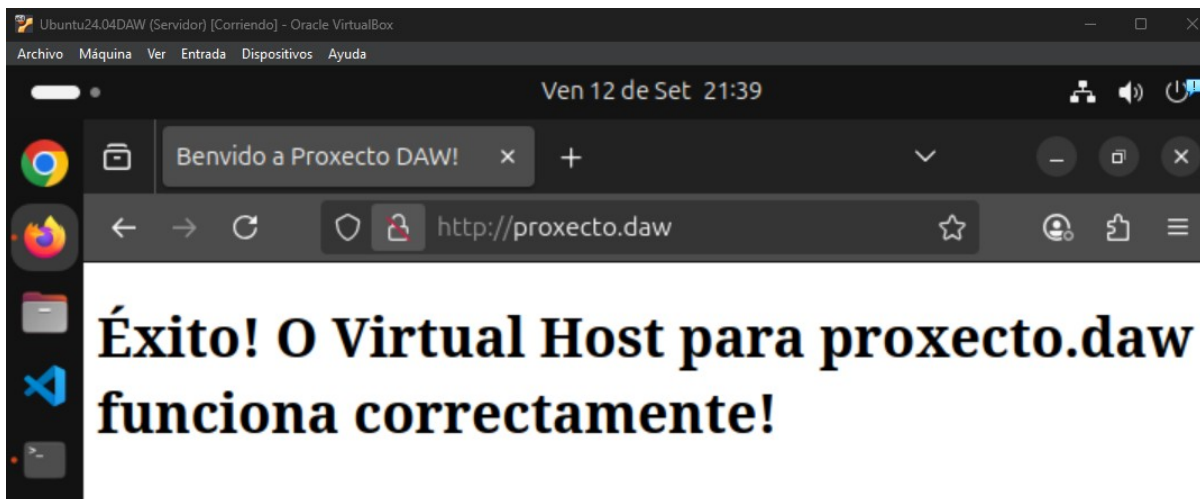 Ubuntu24.04DAW (Servidor) [Corriendo] - Oracle VirtualBox
Archivo Máquina Ver Entrada Dispositivos Ayuda
Ven 12 de Set 21:39
Benvido a Proxecto DAW!
http://proxecto.daw
Éxito! O Virtual Host para proxecto.daw
funciona correctamente!